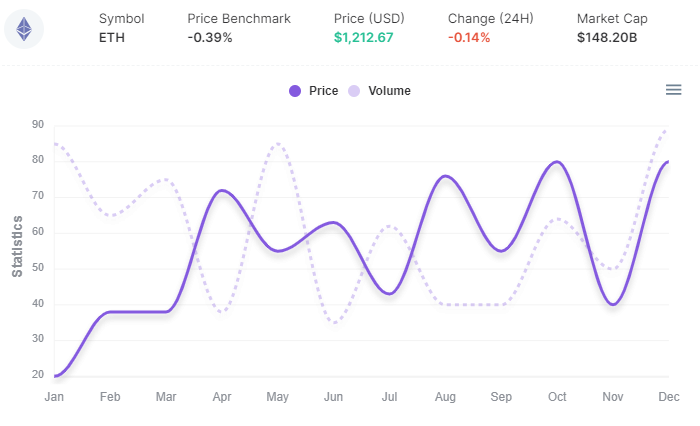 Symbol Price Benchmark Price (USD) Change (24H) Market Cap
ETH -0.39% $1,212.67 -0.14% $148.20B
Price Volume
90
80
70
60
50
40
30
20
Statistics
Jan Feb Mar Apr May Jun Jul Aug Sep Oct Nov Dec